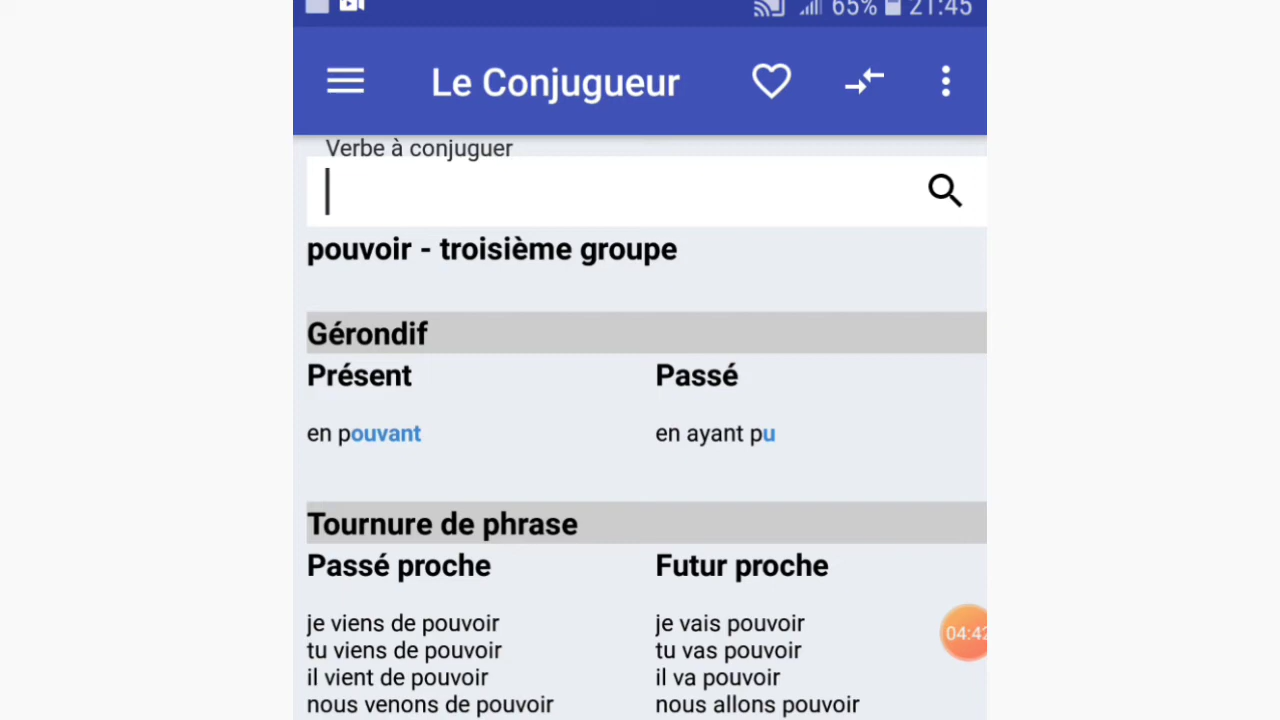 65% 21:45
Le Conjugueur
Verbe à conjuguer
pouvoir - troisième groupe
Gérondif
Présent Passé
en pouvant en ayant pu
Tournure de phrase
Passé proche Futur proche
je viens de pouvoir je vais pouvoir
tu viens de pouvoir tu vas pouvoir
il vient de pouvoir il va pouvoir
nous venons de pouvoir nous allons pouvoir
04:42